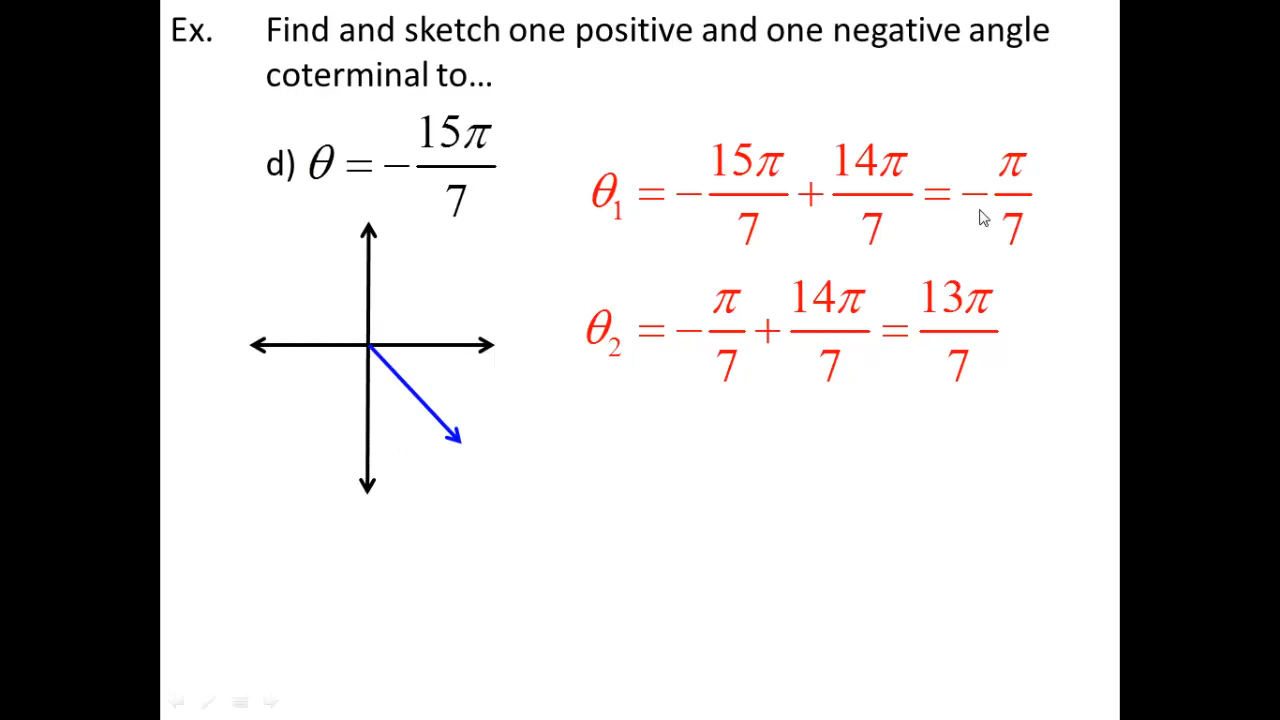 Ex. Find and sketch one positive and one negative angle
coterminal to…
d) θ = −15π/7
θ₁ = −15π/7 + 14π/7 = −π/7
θ₂ = −π/7 + 14π/7 = 13π/7